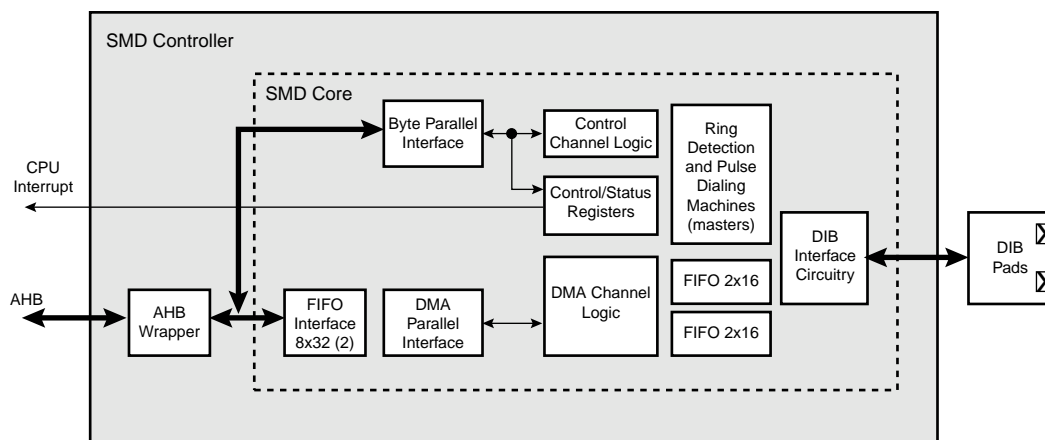 SMD Controller
SMD Core
Byte Parallel
Interface
Control
Channel Logic
Ring
Detection
and Pulse
Dialing
Machines
(masters)
CPU
Interrupt
Control/Status
Registers
DIB
Interface
Circuitry
DIB
Pads
AHB
AHB
Wrapper
FIFO
Interface
8x32 (2)
DMA
Parallel
Interface
DMA Channel
Logic
FIFO 2x16
FIFO 2x16